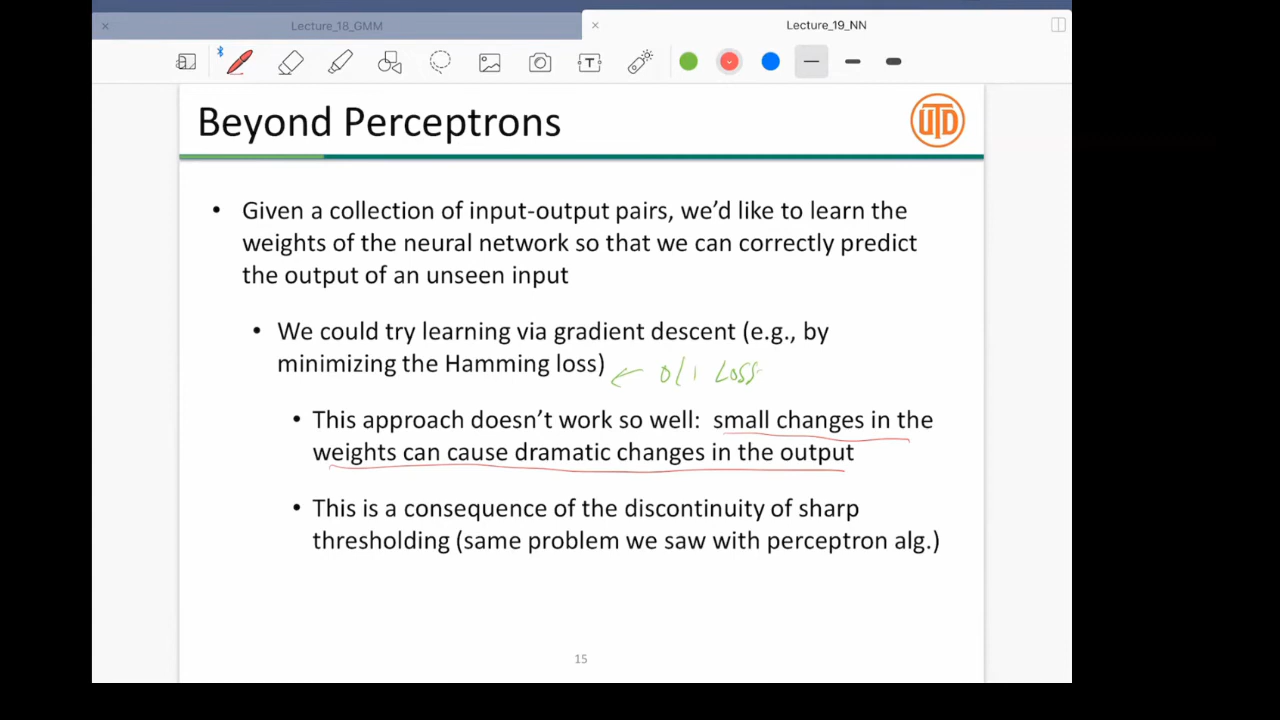 Lecture_18_GMM
Lecture_19_NN
T
Beyond Perceptrons
UTD
• Given a collection of input-output pairs, we’d like to learn the
weights of the neural network so that we can correctly predict
the output of an unseen input
• We could try learning via gradient descent (e.g., by
minimizing the Hamming loss)
← 0/1 Loss
• This approach doesn’t work so well: small changes in the
weights can cause dramatic changes in the output
• This is a consequence of the discontinuity of sharp
thresholding (same problem we saw with perceptron alg.)
15